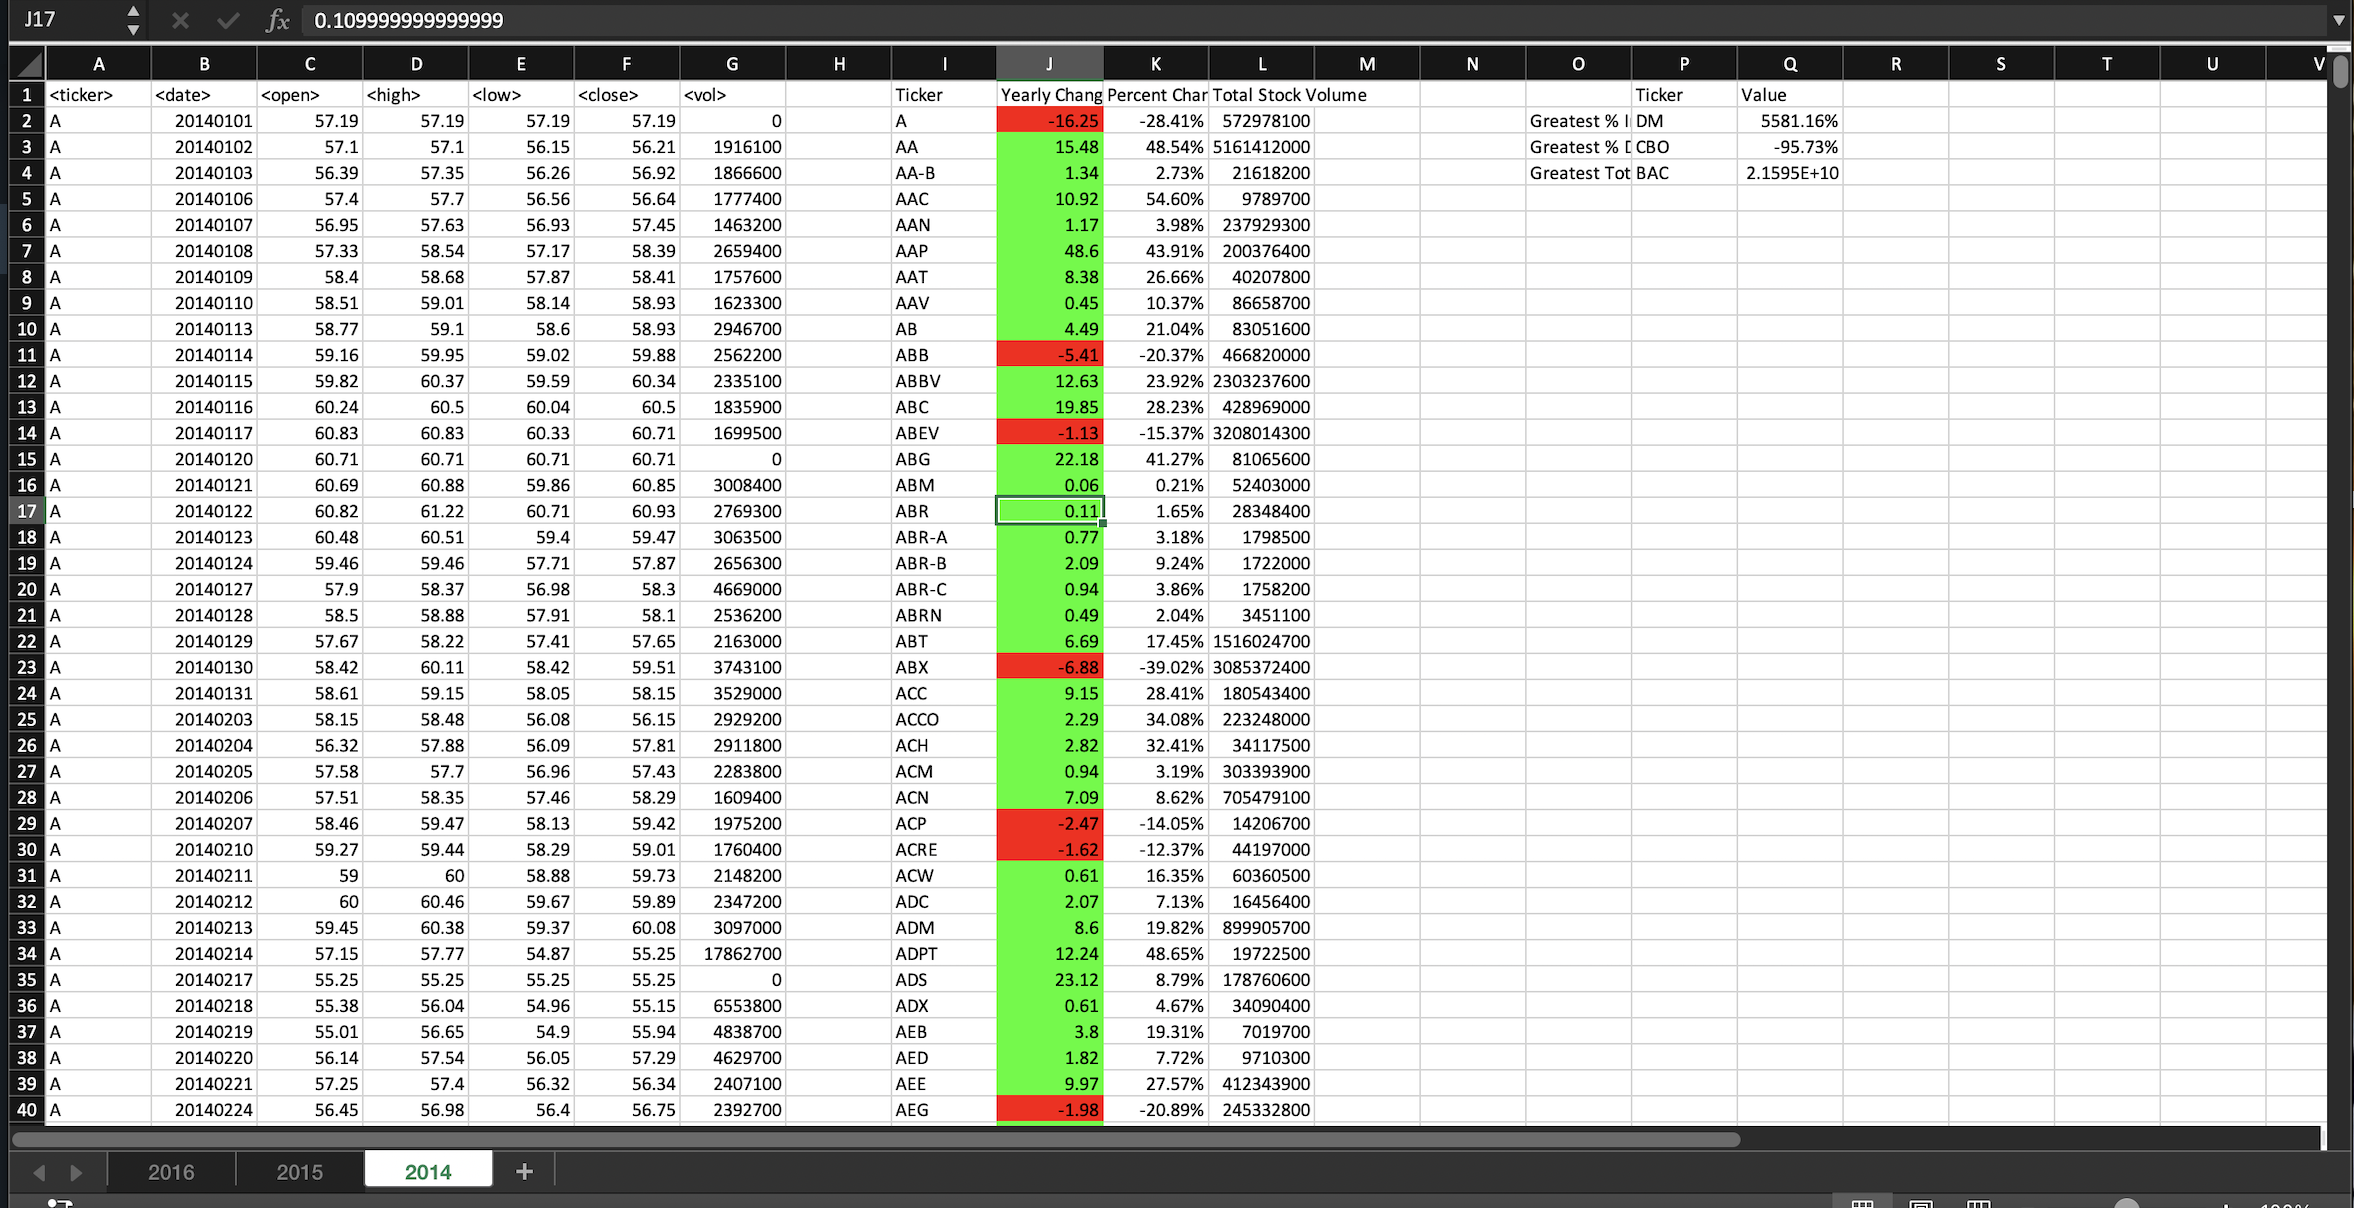 J17 fx 0.109999999999999
A B C D E F G H I J K L M N O P Q R S T U V
1 <ticker> <date> <open> <high> <low> <close> <vol> Ticker Yearly Chang Percent Char Total Stock Volume Ticker Value
2 A 20140101 57.19 57.19 57.19 57.19 0 A -16.25 -28.41% 572978100 Greatest % I DM 5581.16%
3 A 20140102 57.1 57.1 56.15 56.21 1916100 AA 15.48 48.54% 5161412000 Greatest % D CBO -95.73%
4 A 20140103 56.39 57.35 56.26 56.92 1866600 AA-B 1.34 2.73% 21618200 Greatest Tot BAC 2.1595E+10
5 A 20140106 57.4 57.7 56.56 56.64 1777400 AAC 10.92 54.60% 9789700
6 A 20140107 56.95 57.63 56.93 57.45 1463200 AAN 1.17 3.98% 237929300
7 A 20140108 57.33 58.54 57.17 58.39 2659400 AAP 48.6 43.91% 200376400
8 A 20140109 58.4 58.68 57.87 58.41 1757600 AAT 8.38 26.66% 40207800
9 A 20140110 58.51 59.01 58.14 58.93 1623300 AAV 0.45 10.37% 86658700
10 A 20140113 58.77 59.1 58.6 58.93 2946700 AB 4.49 21.04% 83051600
11 A 20140114 59.16 59.95 59.02 59.88 2562200 ABB -5.41 -20.37% 466820000
12 A 20140115 59.82 60.37 59.59 60.34 2335100 ABBV 12.63 23.92% 2303237600
13 A 20140116 60.24 60.5 60.04 60.5 1835900 ABC 19.85 28.23% 428969000
14 A 20140117 60.83 60.83 60.33 60.71 1699500 ABEV -1.13 -15.37% 3208014300
15 A 20140120 60.71 60.71 60.71 60.71 0 ABG 22.18 41.27% 81065600
16 A 20140121 60.69 60.88 59.86 60.85 3008400 ABM 0.06 0.21% 52403000
17 A 20140122 60.82 61.22 60.71 60.93 2769300 ABR 0.11 1.65% 28348400
18 A 20140123 60.48 60.51 59.4 59.47 3063500 ABR-A 0.77 3.18% 1798500
19 A 20140124 59.46 59.46 57.71 57.87 2656300 ABR-B 2.09 9.24% 1722000
20 A 20140127 57.9 58.37 56.98 58.3 4669000 ABR-C 0.94 3.86% 1758200
21 A 20140128 58.5 58.88 57.91 58.1 2536200 ABRN 0.49 2.04% 3451100
22 A 20140129 57.67 58.22 57.41 57.65 2163000 ABT 6.69 17.45% 1516024700
23 A 20140130 58.42 60.11 58.42 59.51 3743100 ABX -6.88 -39.02% 3085372400
24 A 20140131 58.61 59.15 58.05 58.15 3529000 ACC 9.15 28.41% 180543400
25 A 20140203 58.15 58.48 56.08 56.15 2929200 ACCO 2.29 34.08% 223248000
26 A 20140204 56.32 57.88 56.09 57.81 2911800 ACH 2.82 32.41% 34117500
27 A 20140205 57.58 57.7 56.96 57.43 2283800 ACM 0.94 3.19% 303393900
28 A 20140206 57.51 58.35 57.46 58.29 1609400 ACN 7.09 8.62% 705479100
29 A 20140207 58.46 59.47 58.13 59.42 1975200 ACP -2.47 -14.05% 14206700
30 A 20140210 59.27 59.44 58.29 59.01 1760400 ACRE -1.62 -12.37% 44197000
31 A 20140211 59 60 58.88 59.73 2148200 ACW 0.61 16.35% 60360500
32 A 20140212 60 60.46 59.67 59.89 2347200 ADC 2.07 7.13% 16456400
33 A 20140213 59.45 60.38 59.37 60.08 3097000 ADM 8.6 19.82% 899905700
34 A 20140214 57.15 57.77 54.87 55.25 17862700 ADPT 12.24 48.65% 19722500
35 A 20140217 55.25 55.25 55.25 55.25 0 ADS 23.12 8.79% 178760600
36 A 20140218 55.38 56.04 54.96 55.15 6553800 ADX 0.61 4.67% 34090400
37 A 20140219 55.01 56.65 54.9 55.94 4838700 AEB 3.8 19.31% 7019700
38 A 20140220 56.14 57.54 56.05 57.29 4629700 AED 1.82 7.72% 9710300
39 A 20140221 57.25 57.4 56.32 56.34 2407100 AEE 9.97 27.57% 412343900
40 A 20140224 56.45 56.98 56.4 56.75 2392700 AEG -1.98 -20.89% 245332800
2016 2015 2014 +